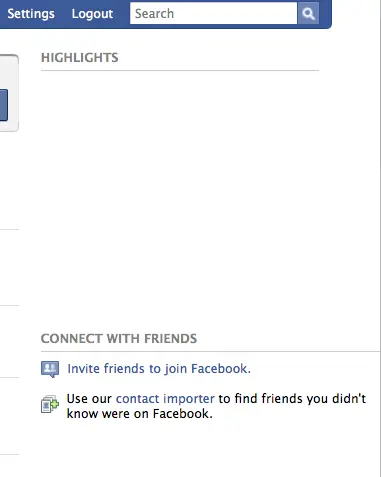 Settings Logout Search
HIGHLIGHTS
CONNECT WITH FRIENDS
Invite friends to join Facebook.
Use our contact importer to find friends you didn't
know were on Facebook.